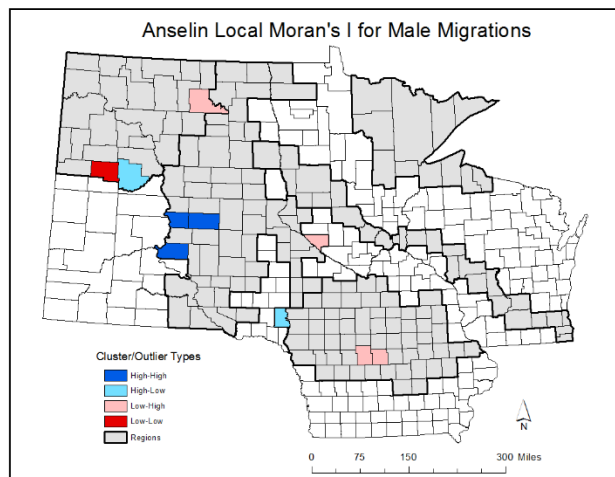 Anselin Local Moran's I for Male Migrations
Cluster/Outlier Types
High-High
High-Low
Low-High
Low-Low
Regions
N
0 75 150 300 Miles